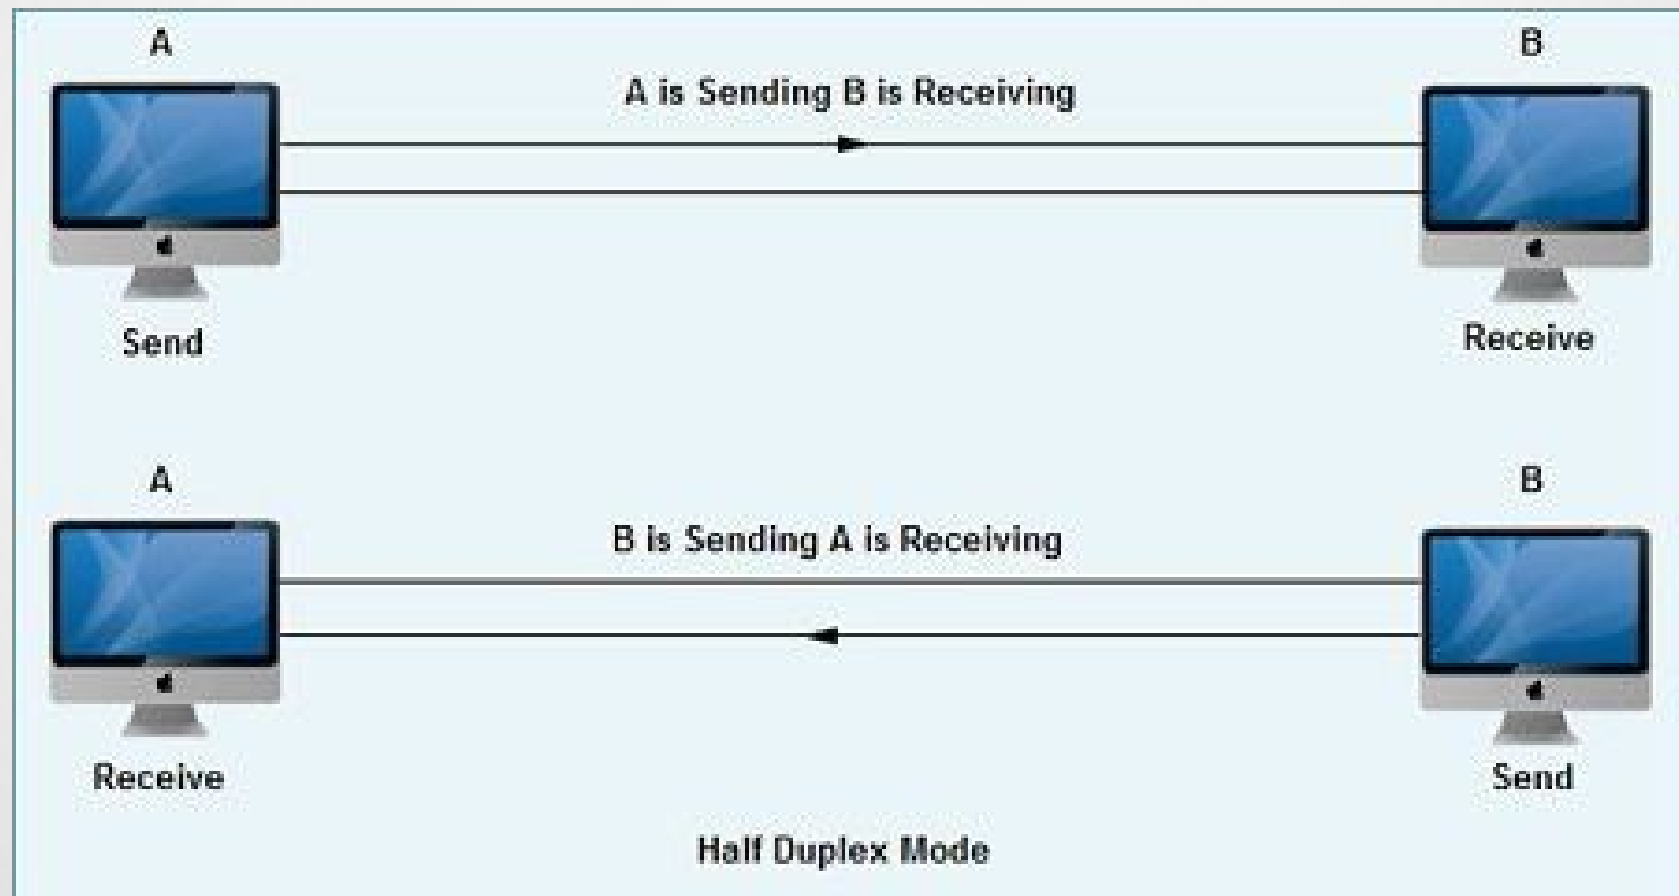 A
B
A is Sending B is Receiving
Send
Receive
A
B
B is Sending A is Receiving
Receive
Send
Half Duplex Mode